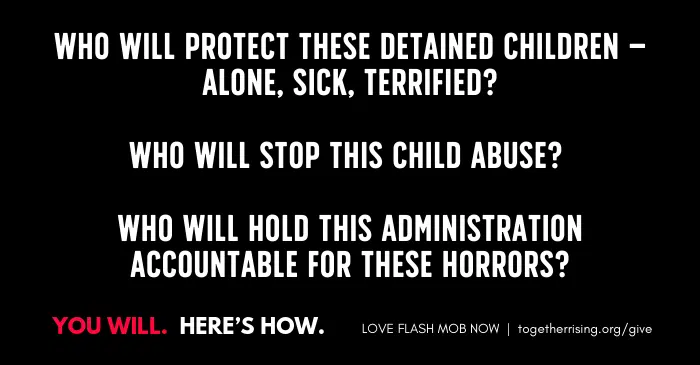 WHO WILL PROTECT THESE DETAINED CHILDREN –
ALONE, SICK, TERRIFIED?
WHO WILL STOP THIS CHILD ABUSE?
WHO WILL HOLD THIS ADMINISTRATION
ACCOUNTABLE FOR THESE HORRORS?
YOU WILL. HERE’S HOW. LOVE FLASH MOB NOW | togetherrising.org/give